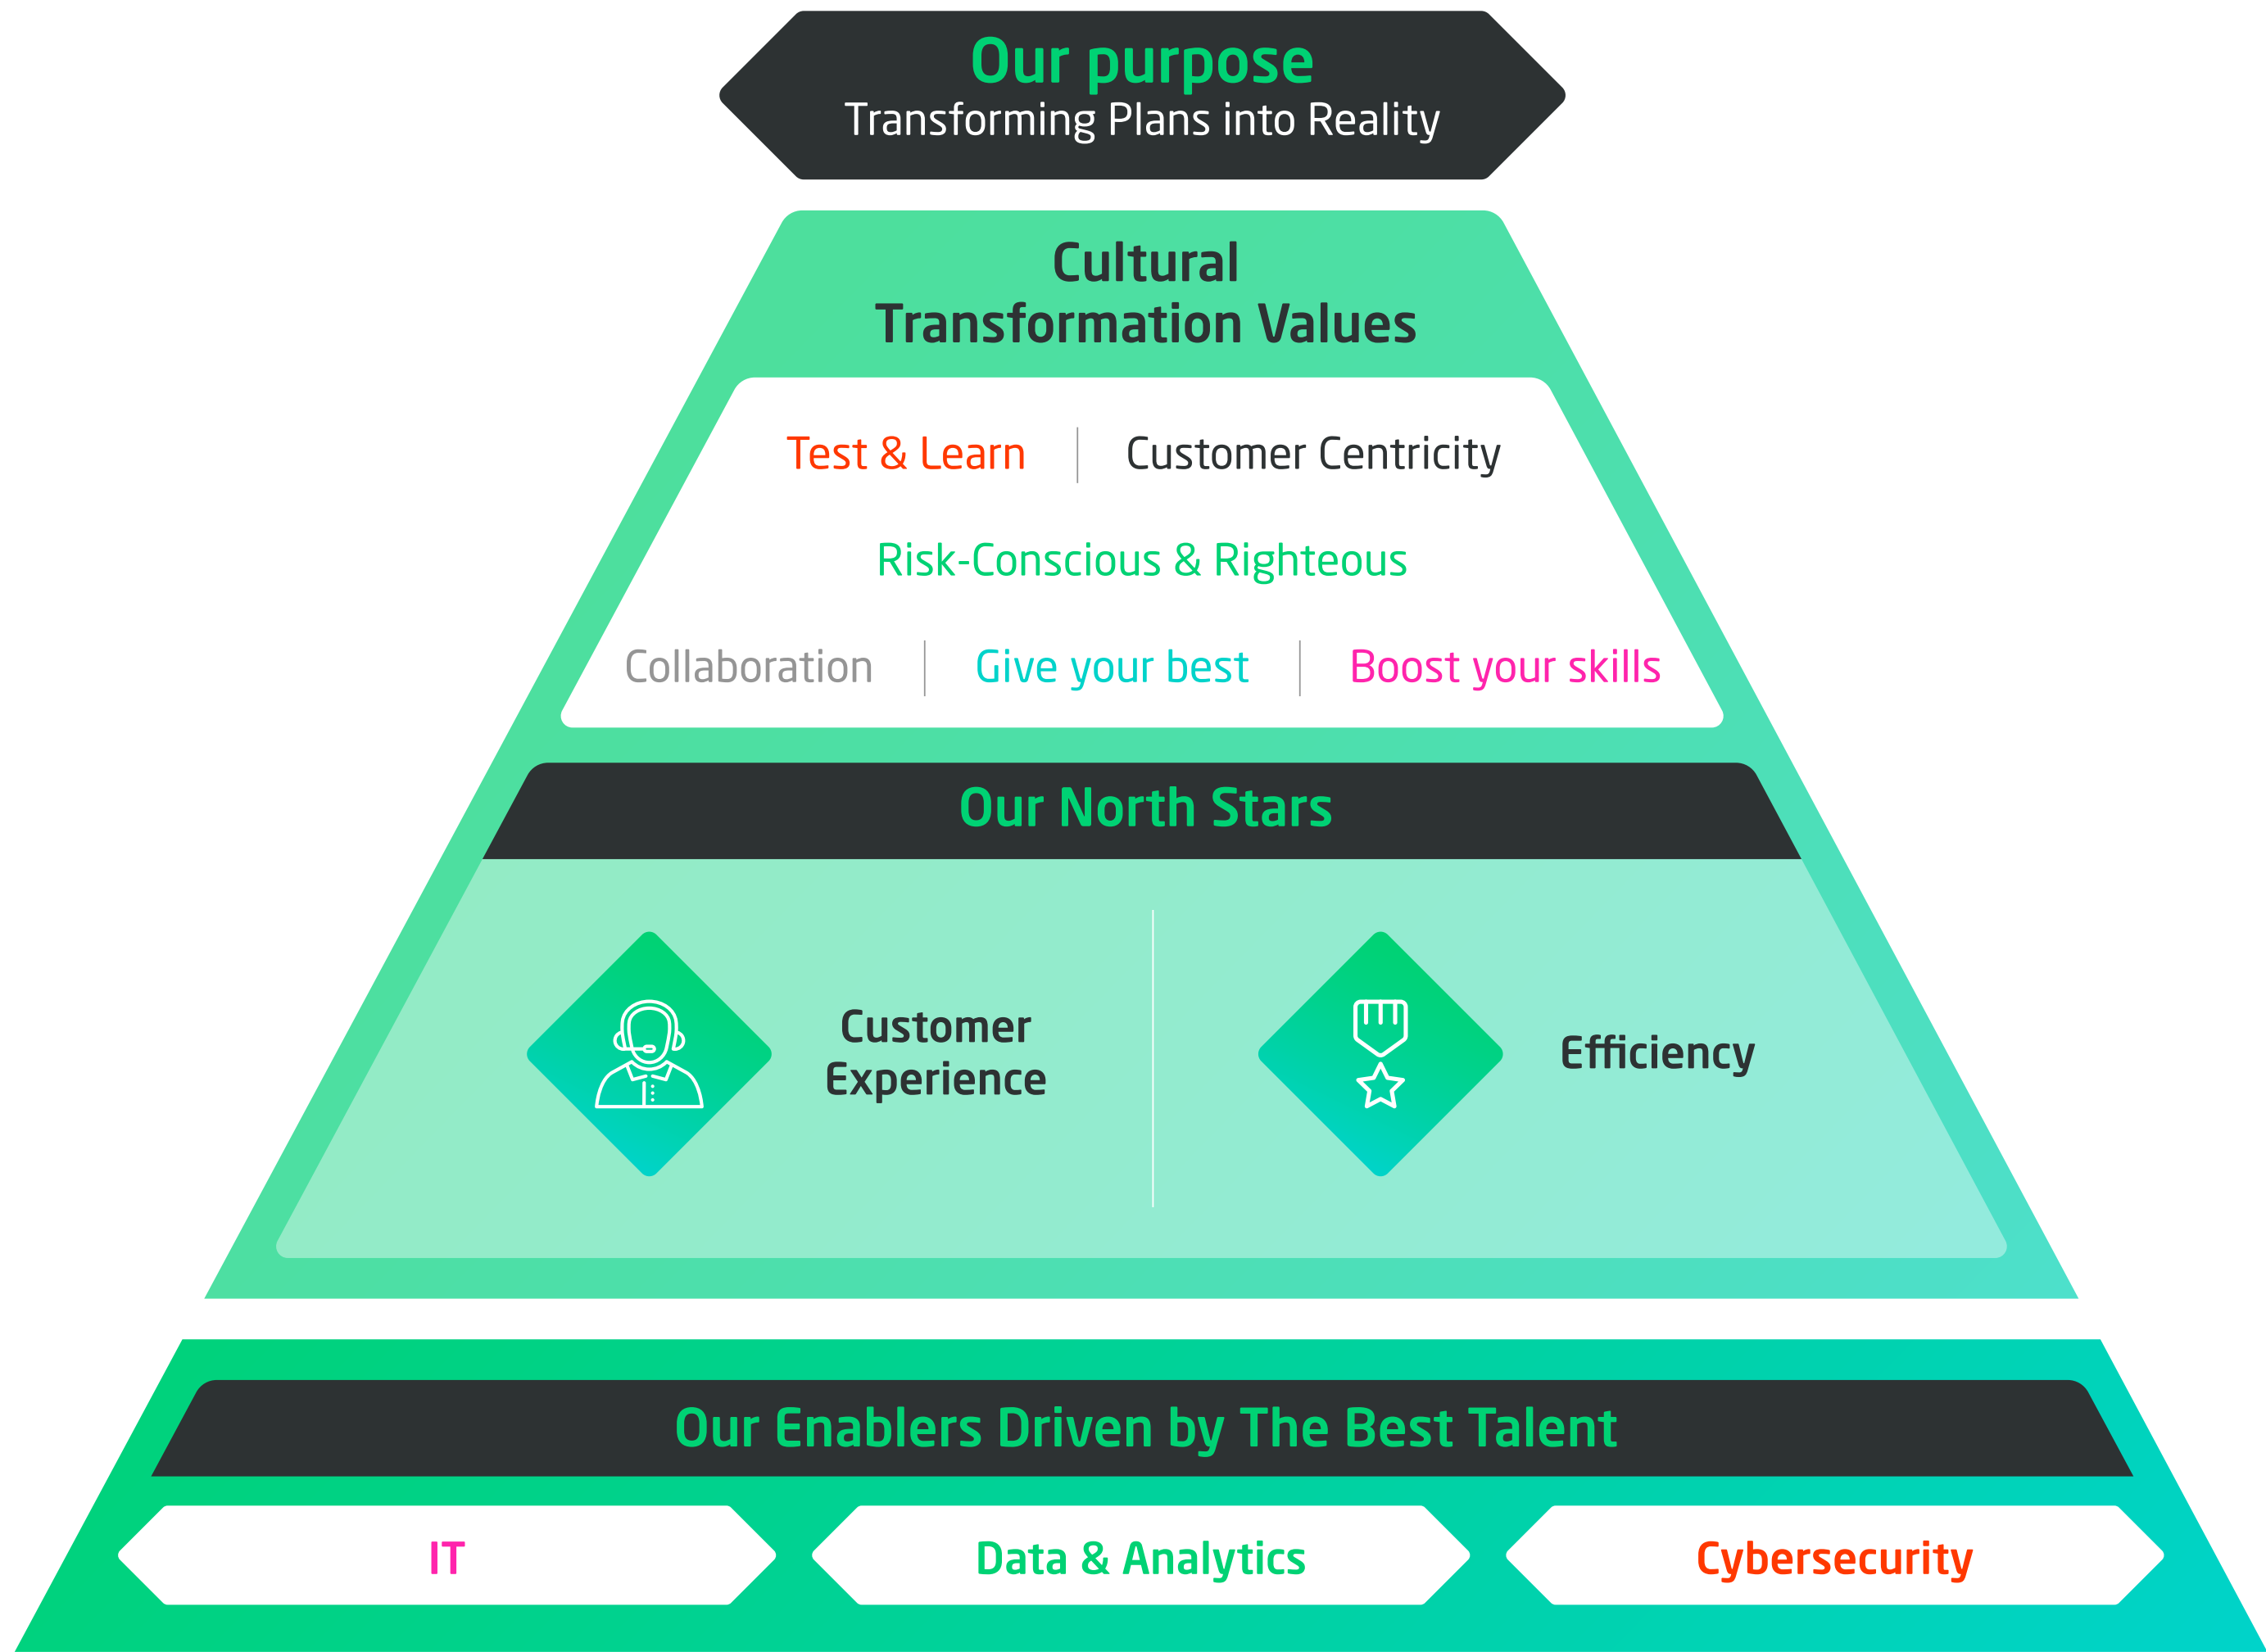 Our purpose
Transforming Plans into Reality
Cultural
Transformation Values
Test & Learn
Customer Centricity
Risk-Conscious & Righteous
Collaboration
Give your best
Boost your skills
Our North Stars
Customer
Experience
Efficiency
Our Enablers Driven by The Best Talent
IT
Data & Analytics
Cybersecurity